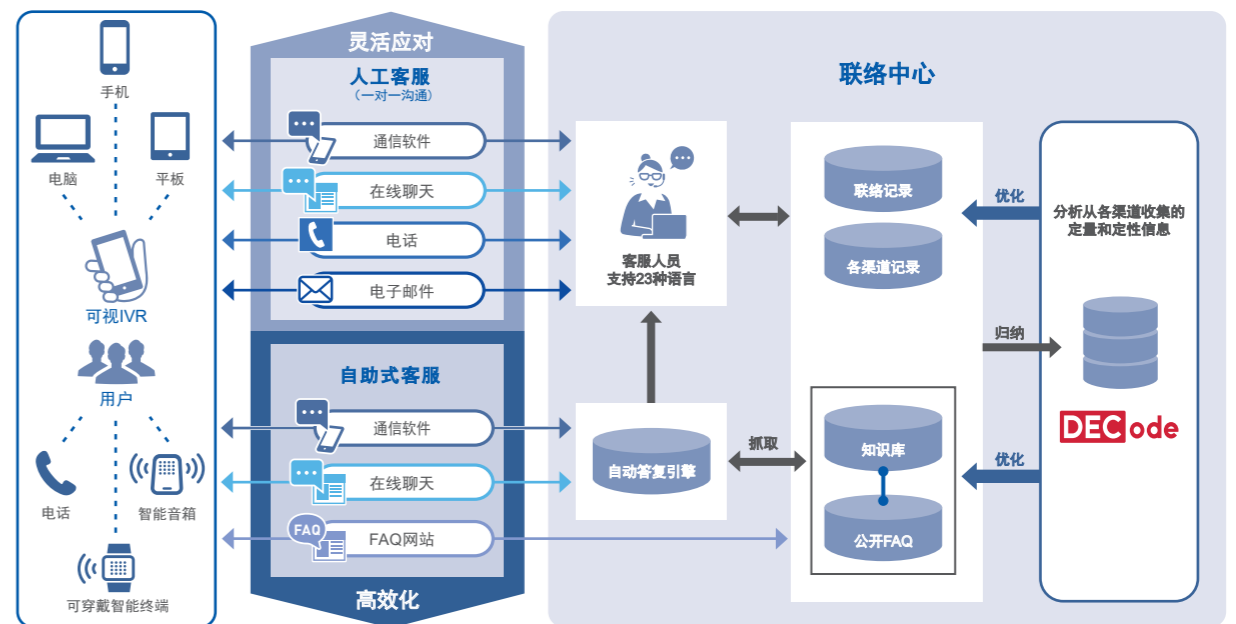 手机
电脑
平板
可视IVR
用户
电话
智能音箱
可穿戴智能终端
灵活应对
人工客服
（一对一沟通）
通信软件
在线聊天
电话
电子邮件
自助式客服
通信软件
在线聊天
FAQ
FAQ网站
高效化
联络中心
客服人员
支持23种语言
自动答复引擎
抓取
联络记录
各渠道记录
知识库
公开FAQ
优化
归纳
优化
分析从各渠道收集的
定量和定性信息
DECode